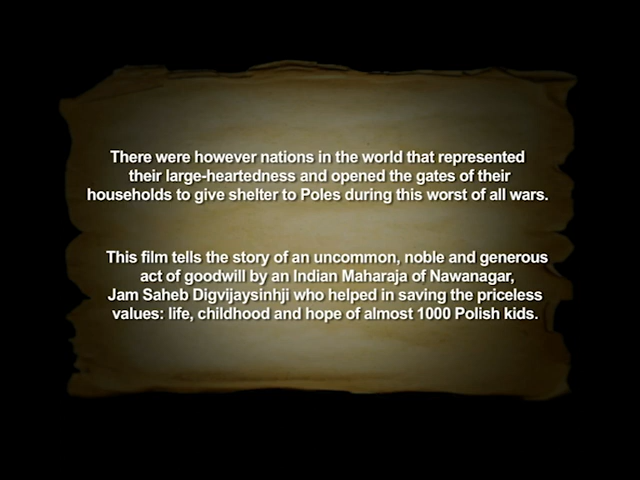 There were however nations in the world that represented
their large-heartedness and opened the gates of their
households to give shelter to Poles during this worst of all wars.
This film tells the story of an uncommon, noble and generous
act of goodwill by an Indian Maharaja of Nawanagar,
Jam Saheb Digvijaysinhji who helped in saving the priceless
values: life, childhood and hope of almost 1000 Polish kids.